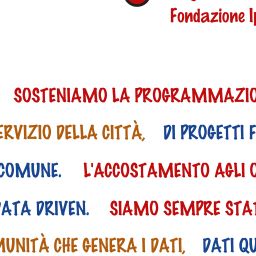 Fondazione Ip
SOSTENIAMO LA PROGRAMMAZIO
ERVIZIO DELLA CITTÀ, DI PROGETTI F
COMUNE. L'ACCOSTAMENTO AGLI O
DATA DRIVEN. SIAMO SEMPRE STAT
MUNITÀ CHE GENERA I DATI, DATI QU